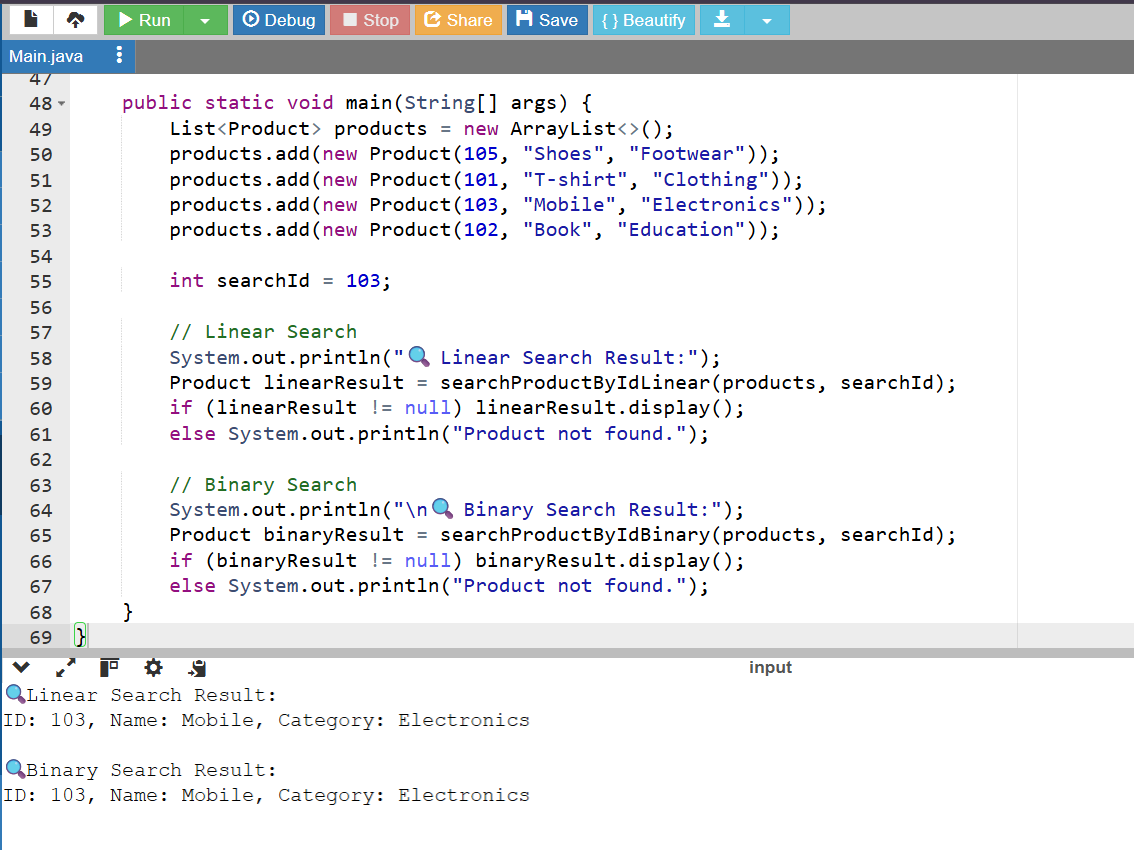 Run Debug Stop Share Save { } Beautify
Main.java
47
48 public static void main(String[] args) {
49 List<Product> products = new ArrayList<>();
50 products.add(new Product(105, "Shoes", "Footwear"));
51 products.add(new Product(101, "T-shirt", "Clothing"));
52 products.add(new Product(103, "Mobile", "Electronics"));
53 products.add(new Product(102, "Book", "Education"));
54
55 int searchId = 103;
56
57 // Linear Search
58 System.out.println("🔍 Linear Search Result:");
59 Product linearResult = searchProductByIdLinear(products, searchId);
60 if (linearResult != null) linearResult.display();
61 else System.out.println("Product not found.");
62
63 // Binary Search
64 System.out.println("\n🔍 Binary Search Result:");
65 Product binaryResult = searchProductByIdBinary(products, searchId);
66 if (binaryResult != null) binaryResult.display();
67 else System.out.println("Product not found.");
68 }
69 }
input
🔍Linear Search Result:
ID: 103, Name: Mobile, Category: Electronics
🔍Binary Search Result:
ID: 103, Name: Mobile, Category: Electronics